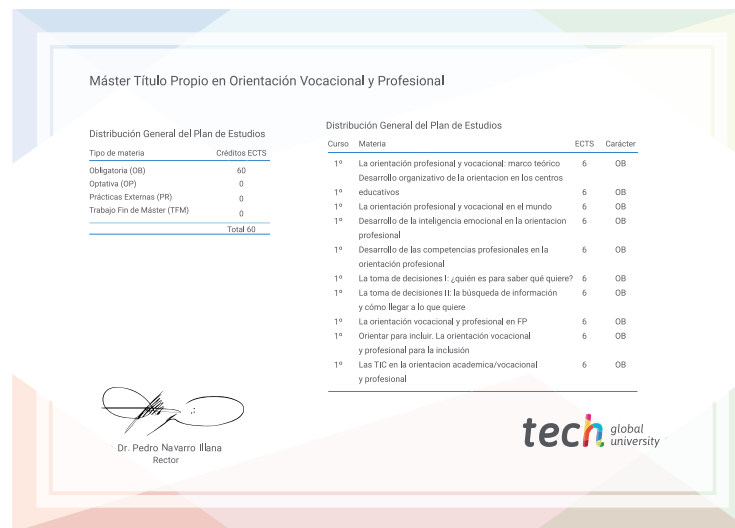 Máster Título Propio en Orientación Vocacional y Profesional
Distribución General del Plan de Estudios
Tipo de materia Créditos ECTS
Obligatoria (OB) 60
Optativa (OP) 0
Prácticas Externas (PR) 0
Trabajo Fin de Máster (TFM) 0
Total 60
Distribución General del Plan de Estudios
Curso Materia ECTS Carácter
1º La orientación profesional y vocacional: marco teórico 6 OB
Desarrollo organizativo de la orientacion en los centros
1º educativos 6 OB
1º La orientación profesional y vocacional en el mundo 6 OB
1º Desarrollo de la inteligencia emocional en la orientacion 6 OB
profesional
1º Desarrollo de las competencias profesionales en la 6 OB
orientación profesional
1º La toma de decisiones I: ¿quién es para saber qué quiere? 6 OB
1º La toma de decisiones II: la búsqueda de información 6 OB
y cómo llegar a lo que quiere
1º La orientación vocacional y profesional en FP 6 OB
1º Orientar para incluir. La orientación vocacional 6 OB
y profesional para la inclusión
1º Las TIC en la orientacion academica/vocacional 6 OB
y profesional
Dr. Pedro Navarro Illana
Rector
tech global university